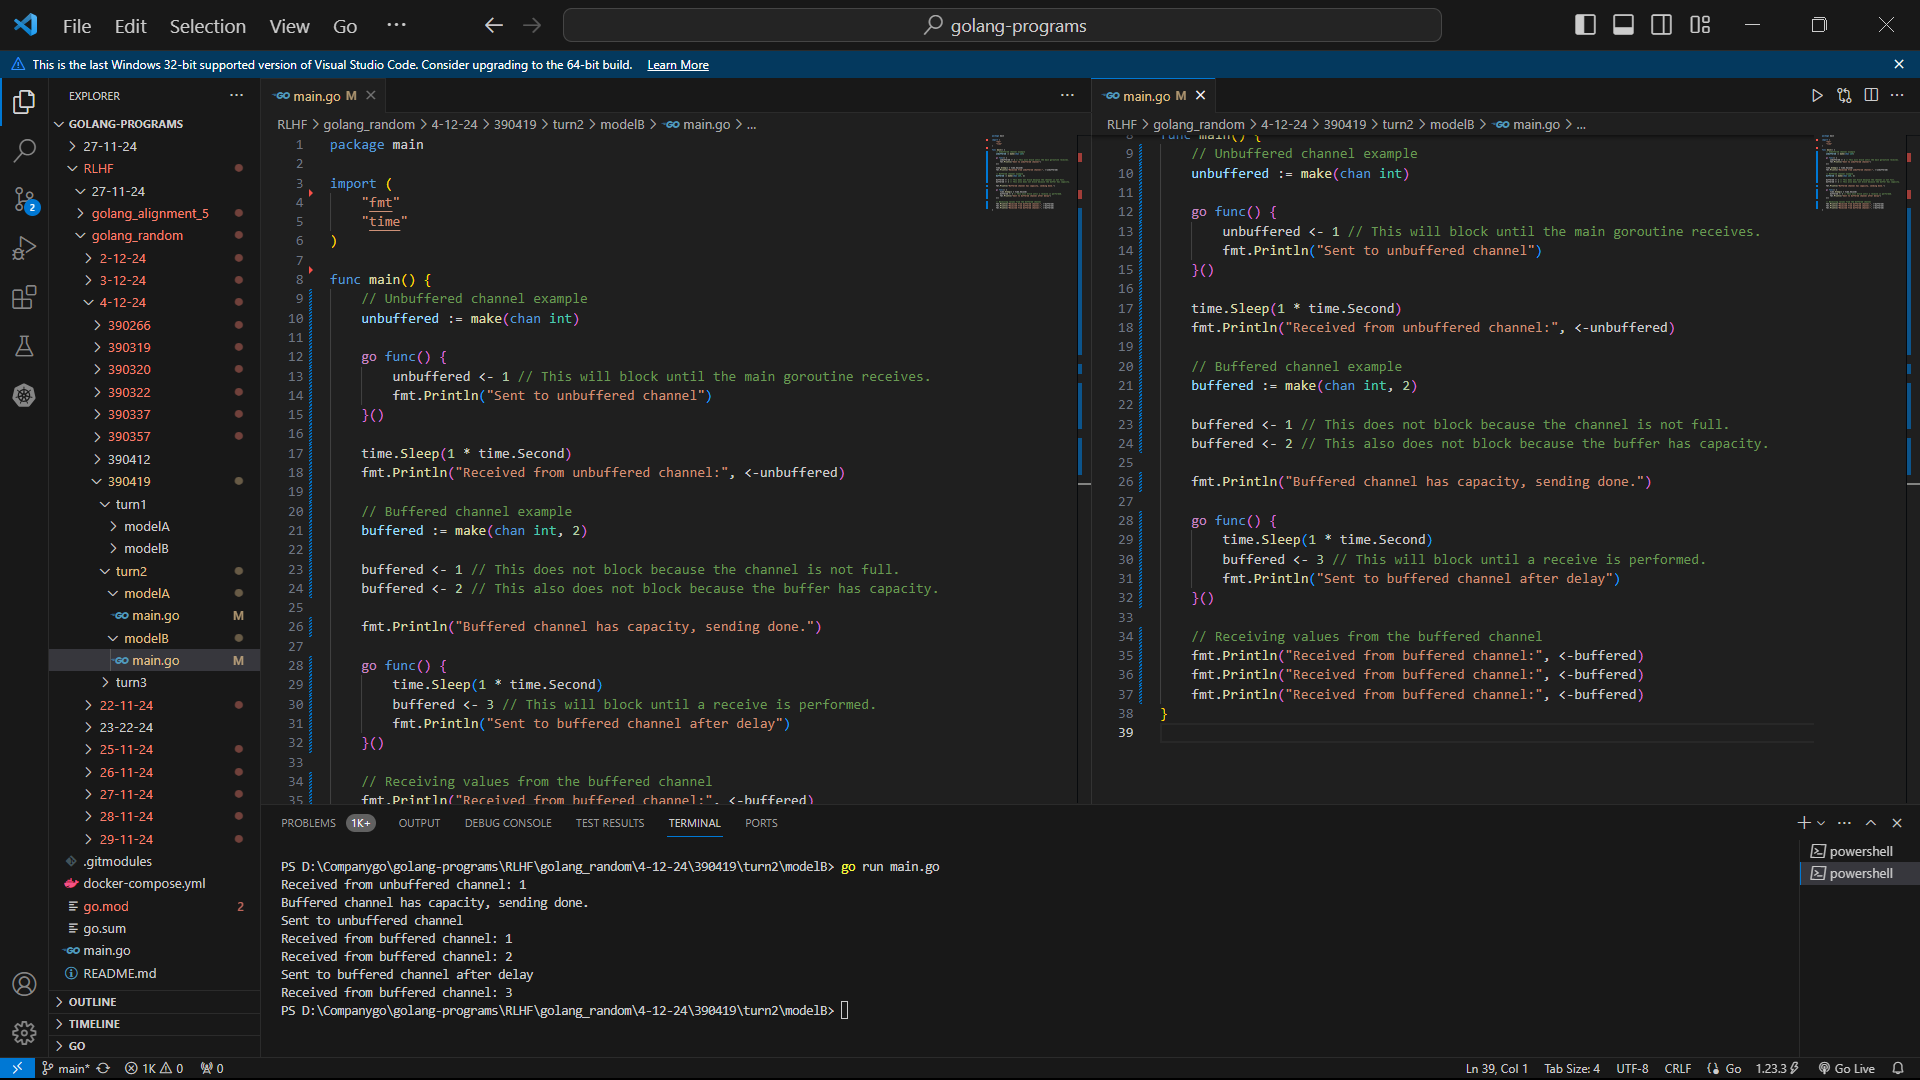 File Edit Selection View Go ··· golang-programs
This is the last Windows 32-bit supported version of Visual Studio Code. Consider upgrading to the 64-bit build. Learn More
EXPLORER ···
GOLANG-PROGRAMS
27-11-24
RLHF
27-11-24
golang_alignment_5
golang_random
2-12-24
3-12-24
4-12-24
390266
390319
390320
390322
390337
390357
390412
390419
turn1
modelA
modelB
turn2
modelA
main.go M
modelB
main.go M
turn3
22-11-24
23-22-24
25-11-24
26-11-24
27-11-24
28-11-24
29-11-24
.gitmodules
docker-compose.yml
go.mod 2
go.sum
main.go
README.md
OUTLINE
TIMELINE
GO
main.go M
RLHF > golang_random > 4-12-24 > 390419 > turn2 > modelB > main.go > ...
1 package main
2
3 import (
4 "fmt"
5 "time"
6 )
7
8 func main() {
9 // Unbuffered channel example
10 unbuffered := make(chan int)
11
12 go func() {
13 unbuffered <- 1 // This will block until the main goroutine receives.
14 fmt.Println("Sent to unbuffered channel")
15 }()
16
17 time.Sleep(1 * time.Second)
18 fmt.Println("Received from unbuffered channel:", <-unbuffered)
19
20 // Buffered channel example
21 buffered := make(chan int, 2)
22
23 buffered <- 1 // This does not block because the channel is not full.
24 buffered <- 2 // This also does not block because the buffer has capacity.
25
26 fmt.Println("Buffered channel has capacity, sending done.")
27
28 go func() {
29 time.Sleep(1 * time.Second)
30 buffered <- 3 // This will block until a receive is performed.
31 fmt.Println("Sent to buffered channel after delay")
32 }()
33
34 // Receiving values from the buffered channel
35 fmt.Println("Received from buffered channel:", <-buffered)
main.go M
RLHF > golang_random > 4-12-24 > 390419 > turn2 > modelB > main.go > ...
8 func main() {
9 // Unbuffered channel example
10 unbuffered := make(chan int)
11
12 go func() {
13 unbuffered <- 1 // This will block until the main goroutine receives.
14 fmt.Println("Sent to unbuffered channel")
15 }()
16
17 time.Sleep(1 * time.Second)
18 fmt.Println("Received from unbuffered channel:", <-unbuffered)
19
20 // Buffered channel example
21 buffered := make(chan int, 2)
22
23 buffered <- 1 // This does not block because the channel is not full.
24 buffered <- 2 // This also does not block because the buffer has capacity.
25
26 fmt.Println("Buffered channel has capacity, sending done.")
27
28 go func() {
29 time.Sleep(1 * time.Second)
30 buffered <- 3 // This will block until a receive is performed.
31 fmt.Println("Sent to buffered channel after delay")
32 }()
33
34 // Receiving values from the buffered channel
35 fmt.Println("Received from buffered channel:", <-buffered)
36 fmt.Println("Received from buffered channel:", <-buffered)
37 fmt.Println("Received from buffered channel:", <-buffered)
38 }
39
PROBLEMS 1K+ OUTPUT DEBUG CONSOLE TEST RESULTS TERMINAL PORTS
PS D:\Companygo\golang-programs\RLHF\golang_random\4-12-24\390419\turn2\modelB> go run main.go
Received from unbuffered channel: 1
Buffered channel has capacity, sending done.
Sent to unbuffered channel
Received from buffered channel: 1
Received from buffered channel: 2
Sent to buffered channel after delay
Received from buffered channel: 3
PS D:\Companygo\golang-programs\RLHF\golang_random\4-12-24\390419\turn2\modelB>
powershell
powershell
2
main* 1K 0 0 Ln 39, Col 1 Tab Size: 4 UTF-8 CRLF Go 1.23.3 Go Live